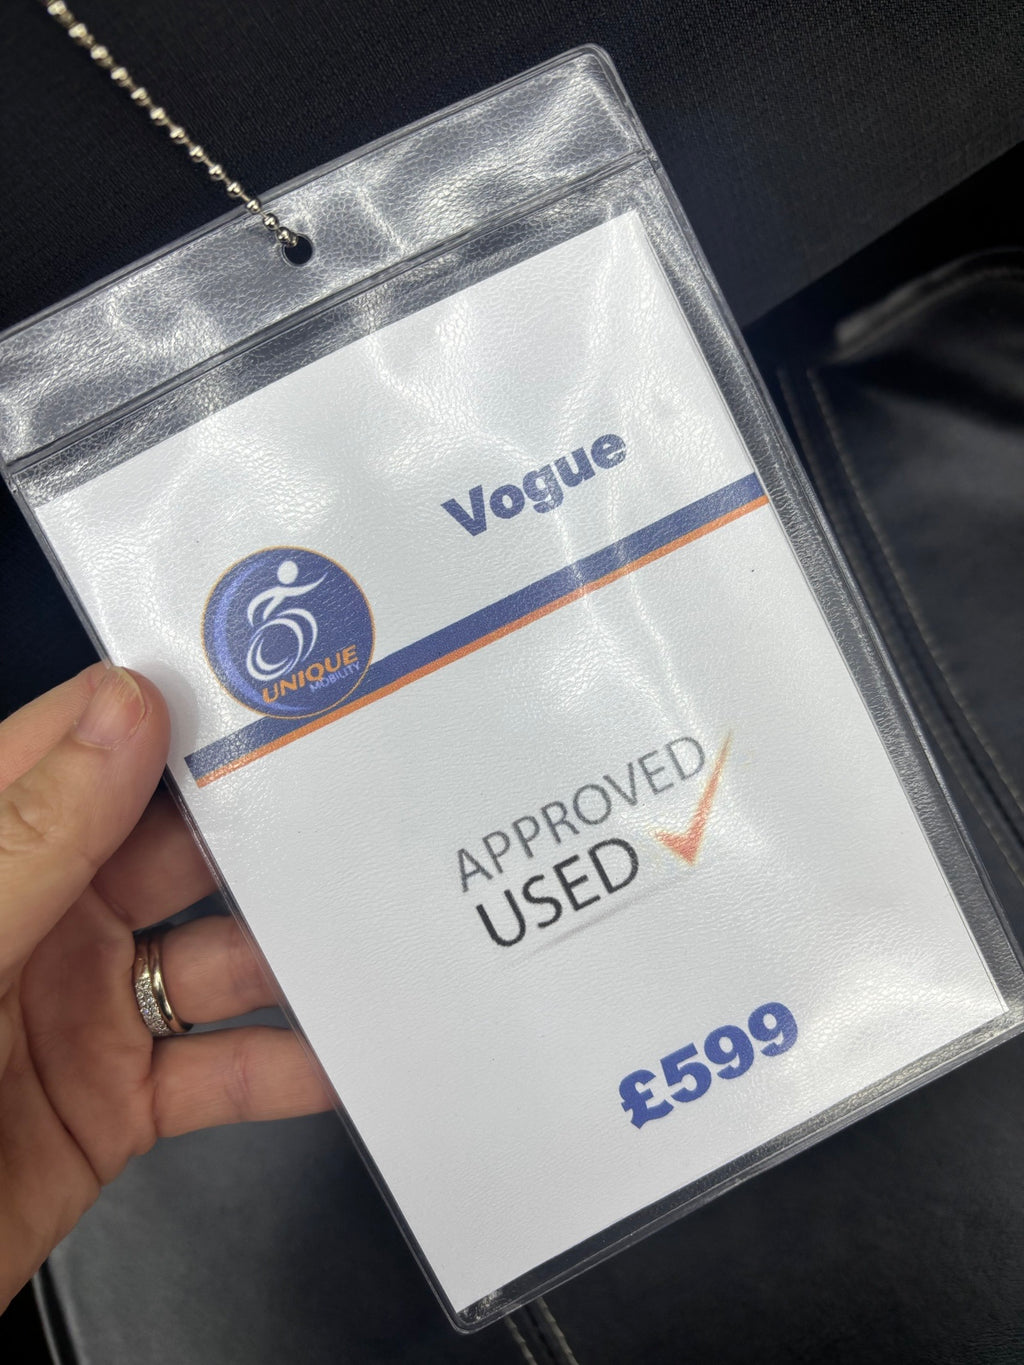 Vogue
UNIQUE
MOBILITY
APPROVED
USED
£599